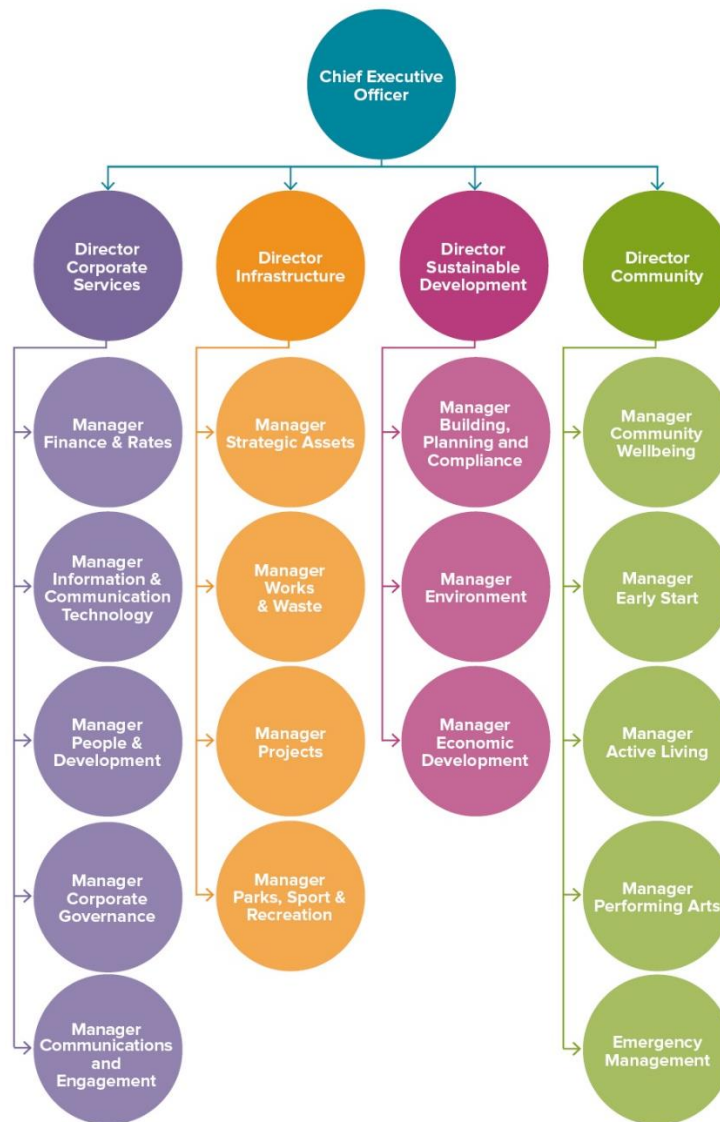 Chief Executive
Officer
Director
Corporate
Services
Director
Infrastructure
Director
Sustainable
Development
Director
Community
Manager
Finance & Rates
Manager
Information &
Communication
Technology
Manager
People &
Development
Manager
Corporate
Governance
Manager
Communications
and
Engagement
Manager
Strategic Assets
Manager
Works
& Waste
Manager
Projects
Manager
Parks, Sport &
Recreation
Manager
Building,
Planning and
Compliance
Manager
Environment
Manager
Economic
Development
Manager
Community
Wellbeing
Manager
Early Start
Manager
Active Living
Manager
Performing Arts
Emergency
Management